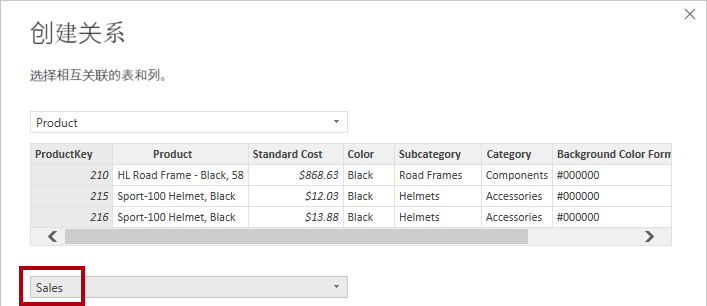 创建关系
选择相互关联的表和列。
Product
ProductKey Product Standard Cost Color Subcategory Category Background Color Form
210 HL Road Frame - Black, 58 $868.63 Black Road Frames Components #000000
215 Sport-100 Helmet, Black $12.03 Black Helmets Accessories #000000
216 Sport-100 Helmet, Black $13.88 Black Helmets Accessories #000000
Sales